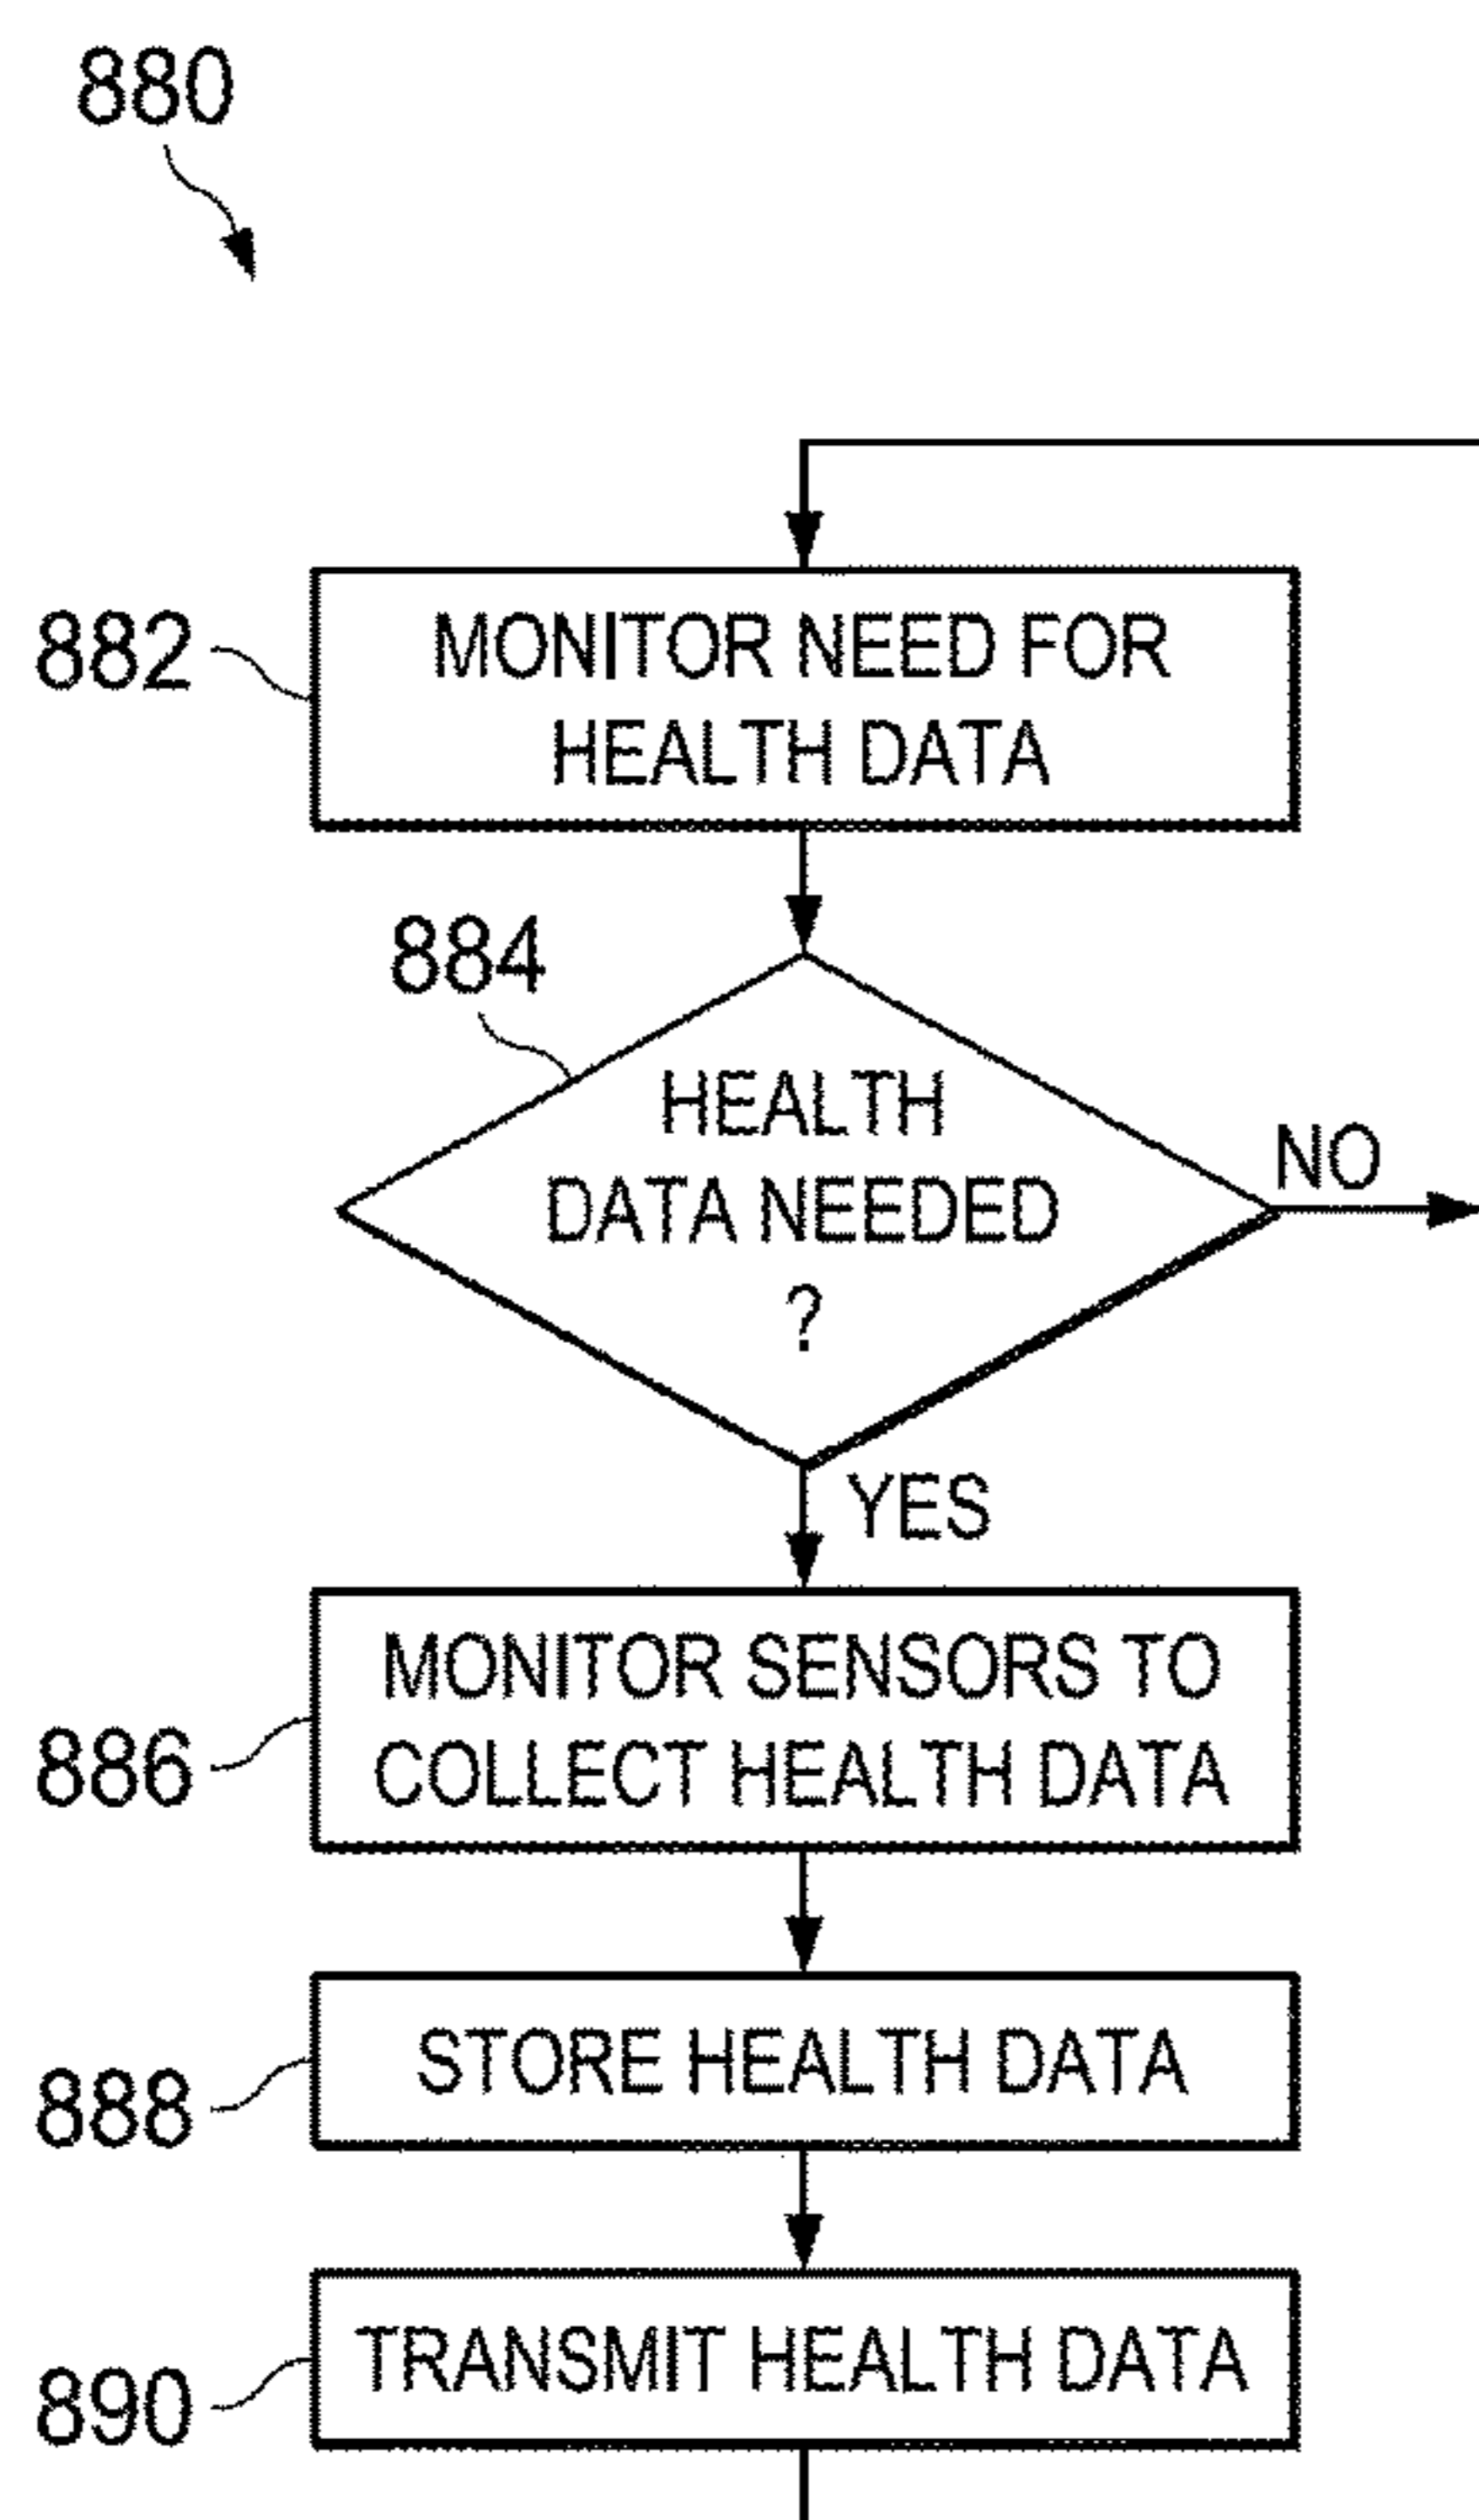 880
882
MONITOR NEED FOR
HEALTH DATA
884
HEALTH
DATA NEEDED
?
NO
YES
886
MONITOR SENSORS TO
COLLECT HEALTH DATA
888
STORE HEALTH DATA
890
TRANSMIT HEALTH DATA